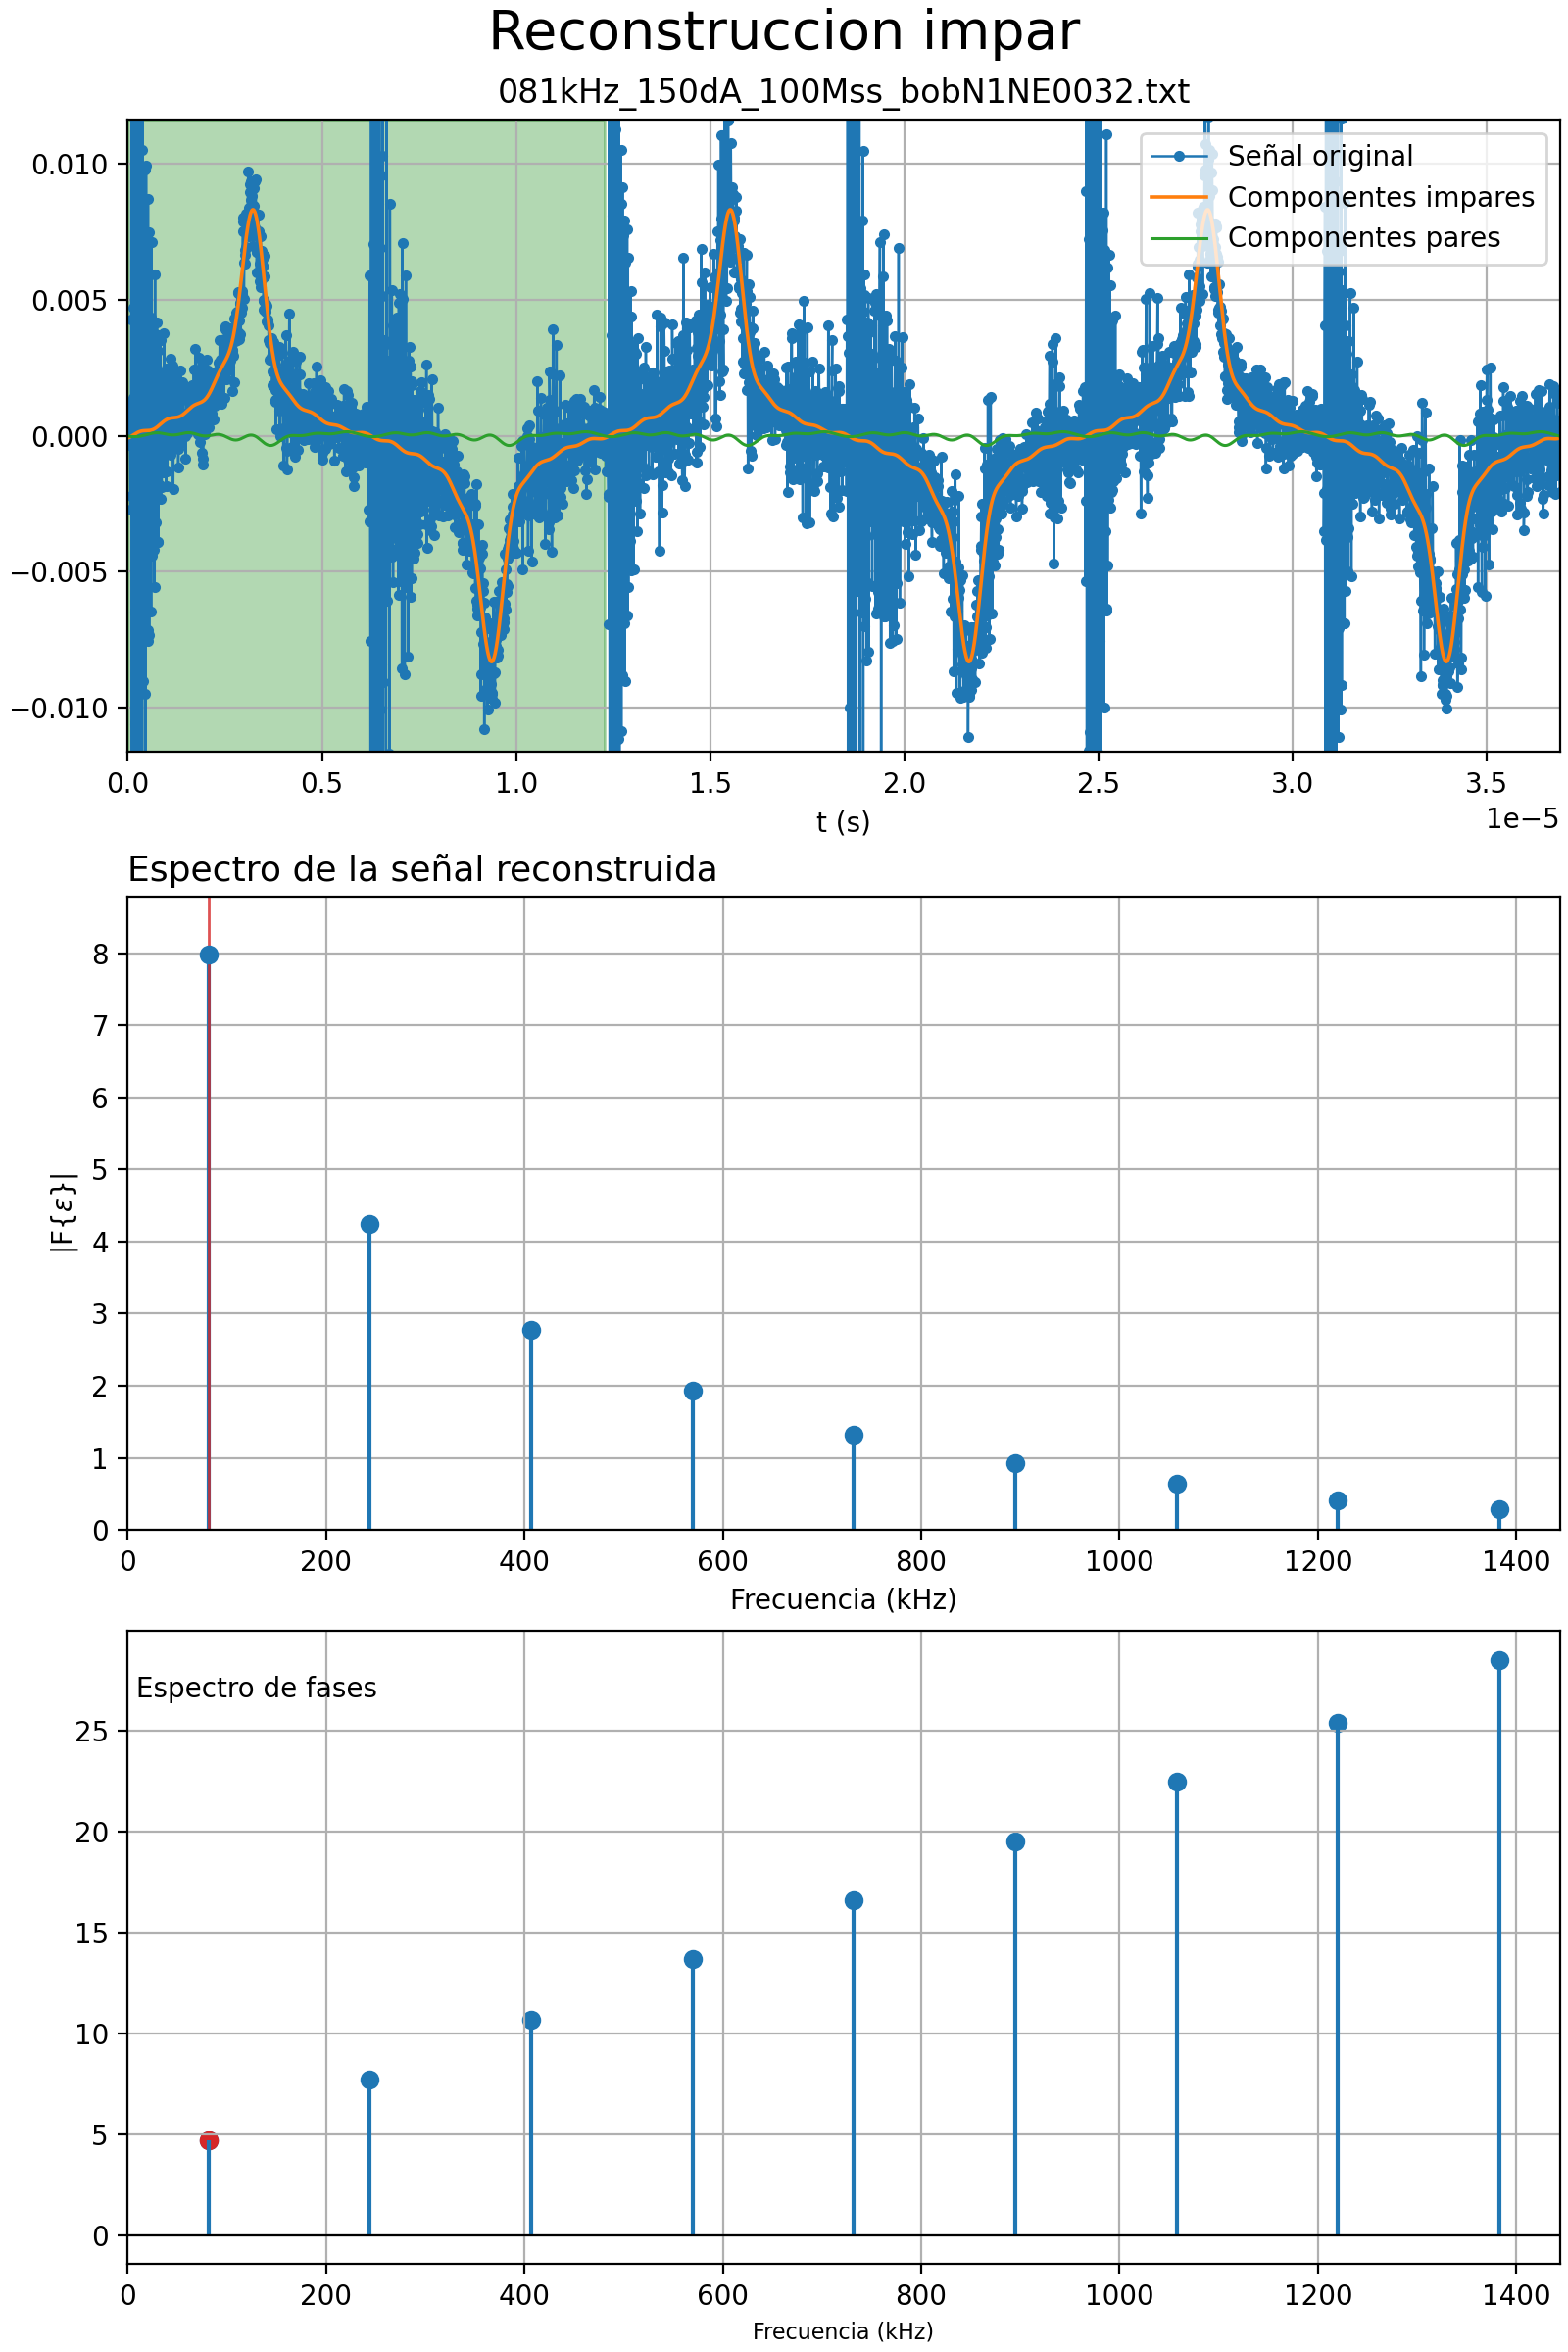 Reconstruccion impar
081kHz_150dA_100Mss_bobN1NE0032.txt
Señal original
Componentes impares
Componentes pares
0.010
0.005
0.000
−0.005
−0.010
0.0 0.5 1.0 1.5 2.0 2.5 3.0 3.5
1e−5
t (s)
Espectro de la señal reconstruida
8
7
6
5
4
3
2
1
0
|F{ε}|
0 200 400 600 800 1000 1200 1400
Frecuencia (kHz)
Espectro de fases
25
20
15
10
5
0
0 200 400 600 800 1000 1200 1400
Frecuencia (kHz)